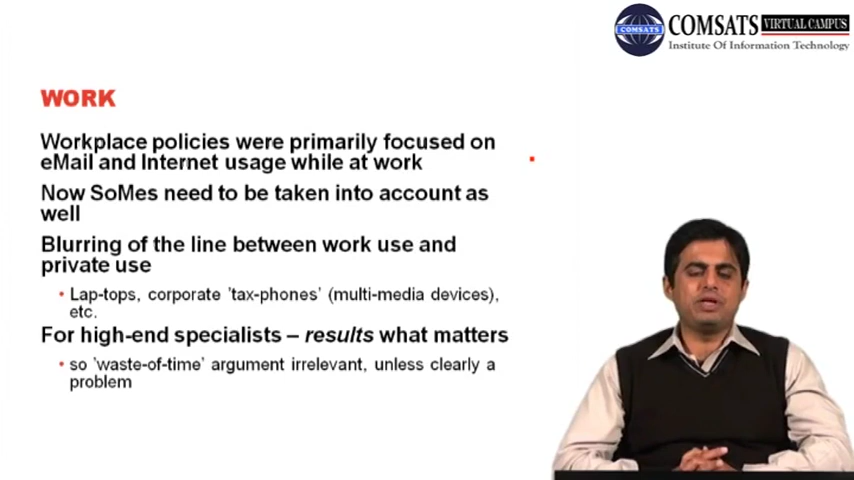 COMSATS
COMSATS VIRTUAL CAMPUS
Institute Of Information Technology
WORK
Workplace policies were primarily focused on
eMail and Internet usage while at work
Now SoMes need to be taken into account as
well
Blurring of the line between work use and
private use
• Lap-tops, corporate 'tax-phones' (multi-media devices),
etc.
For high-end specialists – results what matters
• so 'waste-of-time' argument irrelevant, unless clearly a
problem